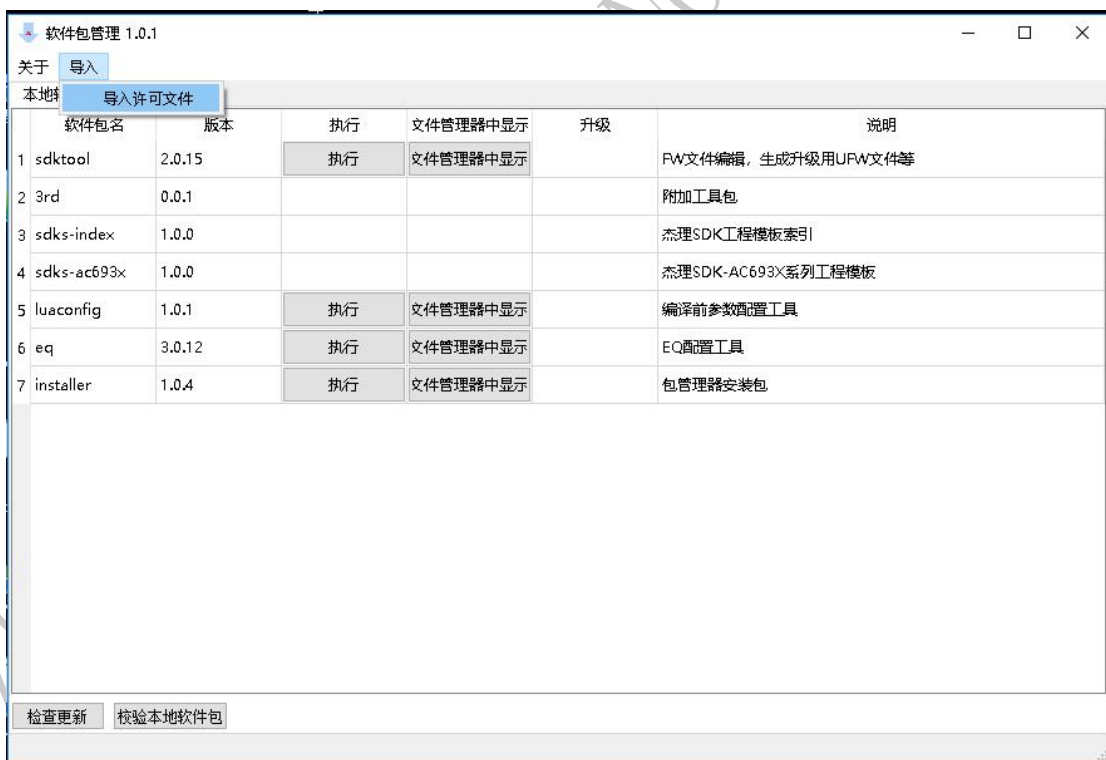 软件包管理 1.0.1
关于 导入
本地
导入许可文件
软件包名 版本 执行 文件管理器中显示 升级 说明
1 sdktool 2.0.15 执行 文件管理器中显示 FW文件编辑，生成升级用UFW文件等
2 3rd 0.0.1 附加工具包
3 sdks-index 1.0.0 杰理SDK工程模板索引
4 sdks-ac693x 1.0.0 杰理SDK-AC693X系列工程模板
5 luaconfig 1.0.1 执行 文件管理器中显示 编译前参数配置工具
6 eq 3.0.12 执行 文件管理器中显示 EQ配置工具
7 installer 1.0.4 执行 文件管理器中显示 包管理器安装包
检查更新 校验本地软件包